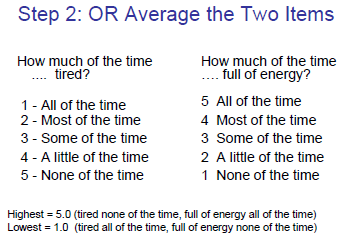 Step 2: OR Average the Two Items
How much of the time
.... tired?
1 - All of the time
2 - Most of the time
3 - Some of the time
4 - A little of the time
5 - None of the time
How much of the time
.... full of energy?
5 All of the time
4 Most of the time
3 Some of the time
2 A little of the time
1 None of the time
Highest = 5.0 (tired none of the time, full of energy all of the time)
Lowest = 1.0 (tired all of the time, full of energy none of the time)